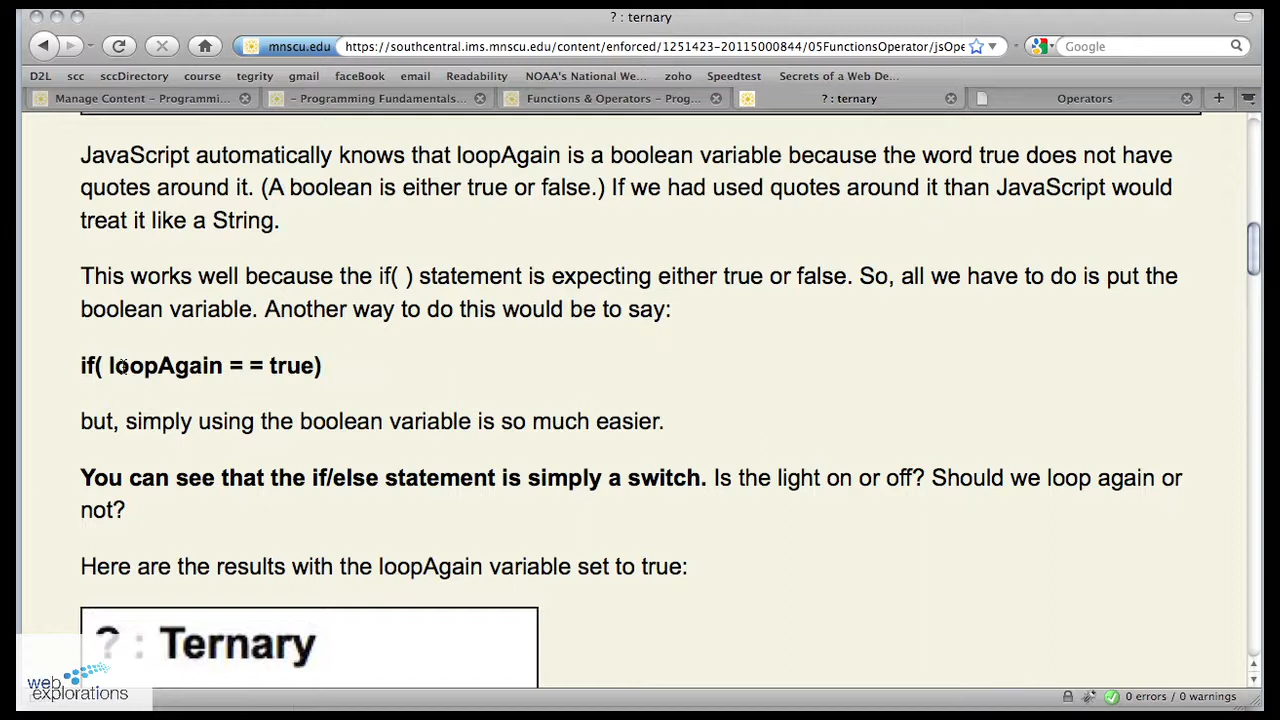 ? : ternary
mnscu.edu https://southcentral.ims.mnscu.edu/content/enforced/1251423-20115000844/05FunctionsOperator/jsOpe Google
D2L scc sccDirectory course tegrity gmail faceBook email Readability NOAA's National We... zoho Speedtest Secrets of a Web De...
Manage Content – Programmi... – Programming Fundamentals... Functions & Operators – Prog... ? : ternary Operators
JavaScript automatically knows that loopAgain is a boolean variable because the word true does not have
quotes around it. (A boolean is either true or false.) If we had used quotes around it than JavaScript would
treat it like a String.
This works well because the if( ) statement is expecting either true or false. So, all we have to do is put the
boolean variable. Another way to do this would be to say:
if( loopAgain = = true)
but, simply using the boolean variable is so much easier.
You can see that the if/else statement is simply a switch. Is the light on or off? Should we loop again or
not?
Here are the results with the loopAgain variable set to true:
? : Ternary
web
explorations
0 errors / 0 warnings